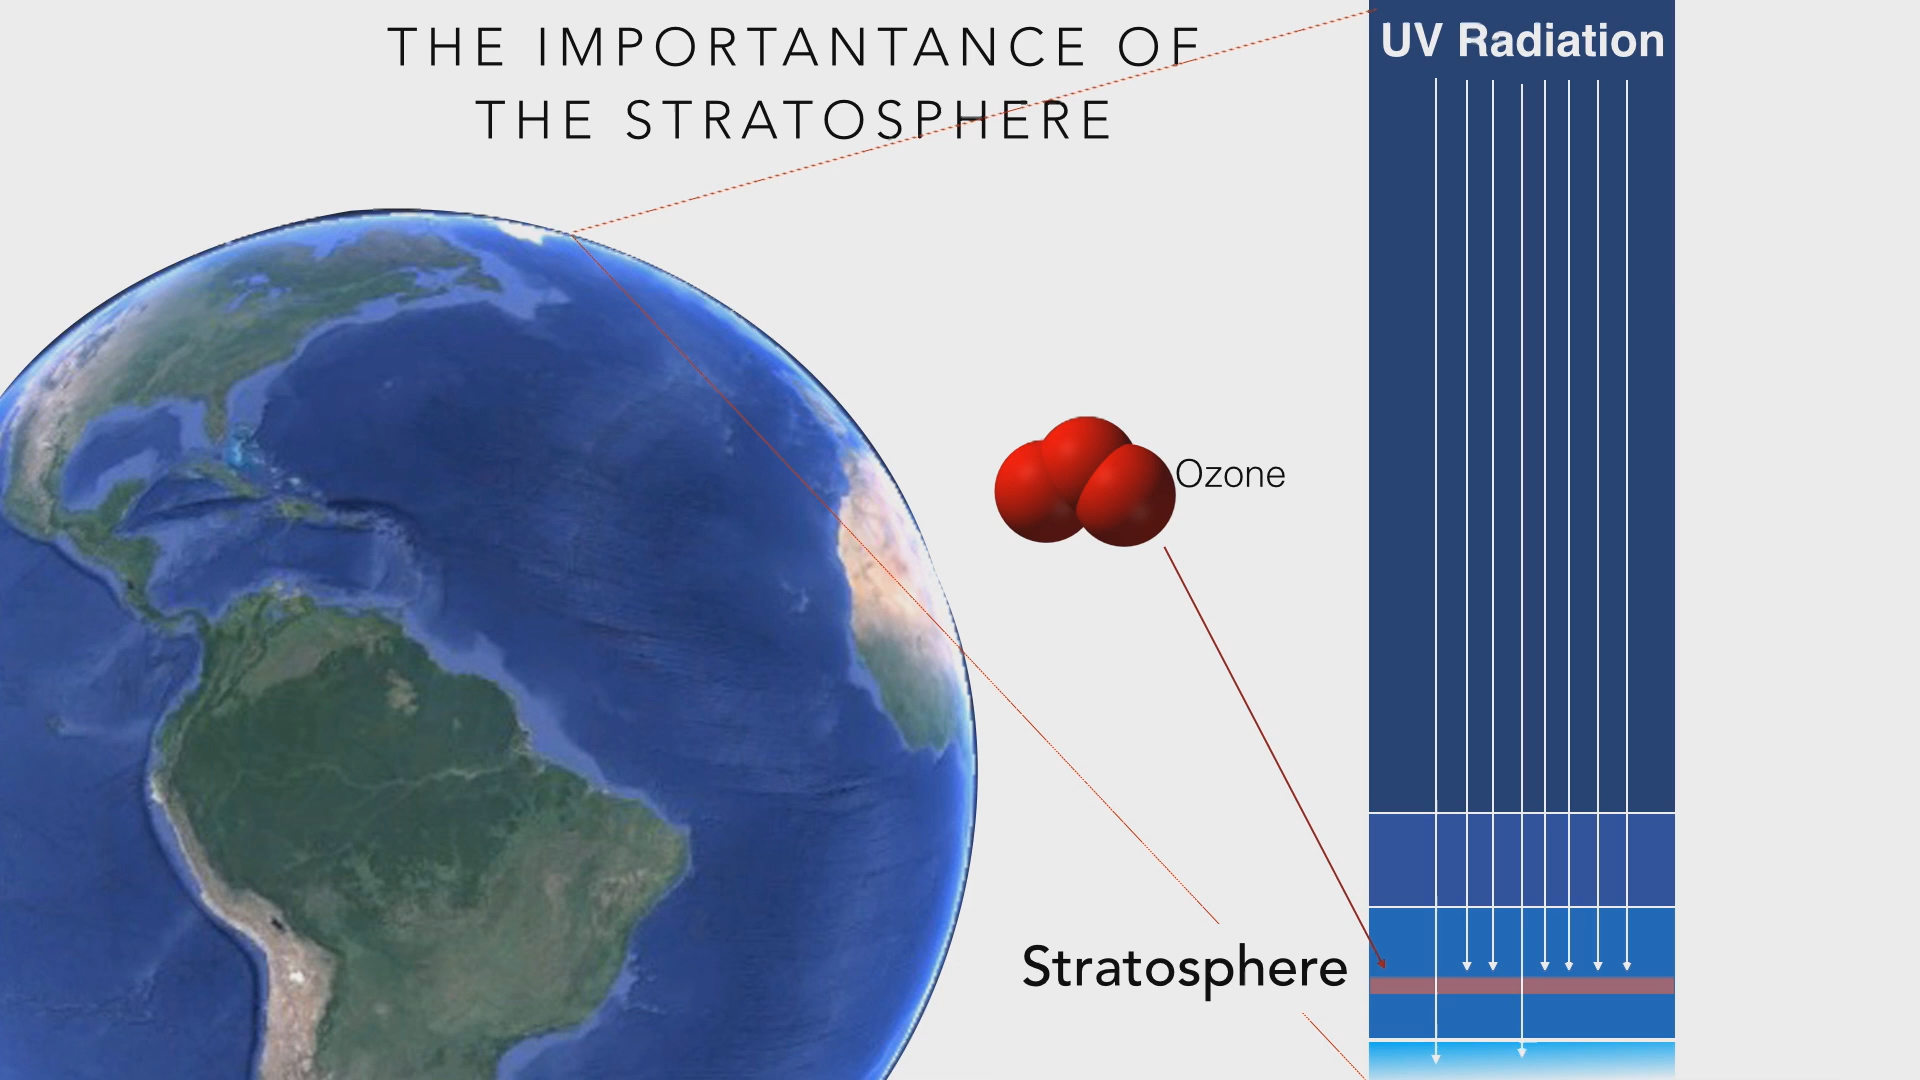 THE IMPORTANTANCE OF
THE STRATOSPHERE
UV Radiation
Ozone
Stratosphere